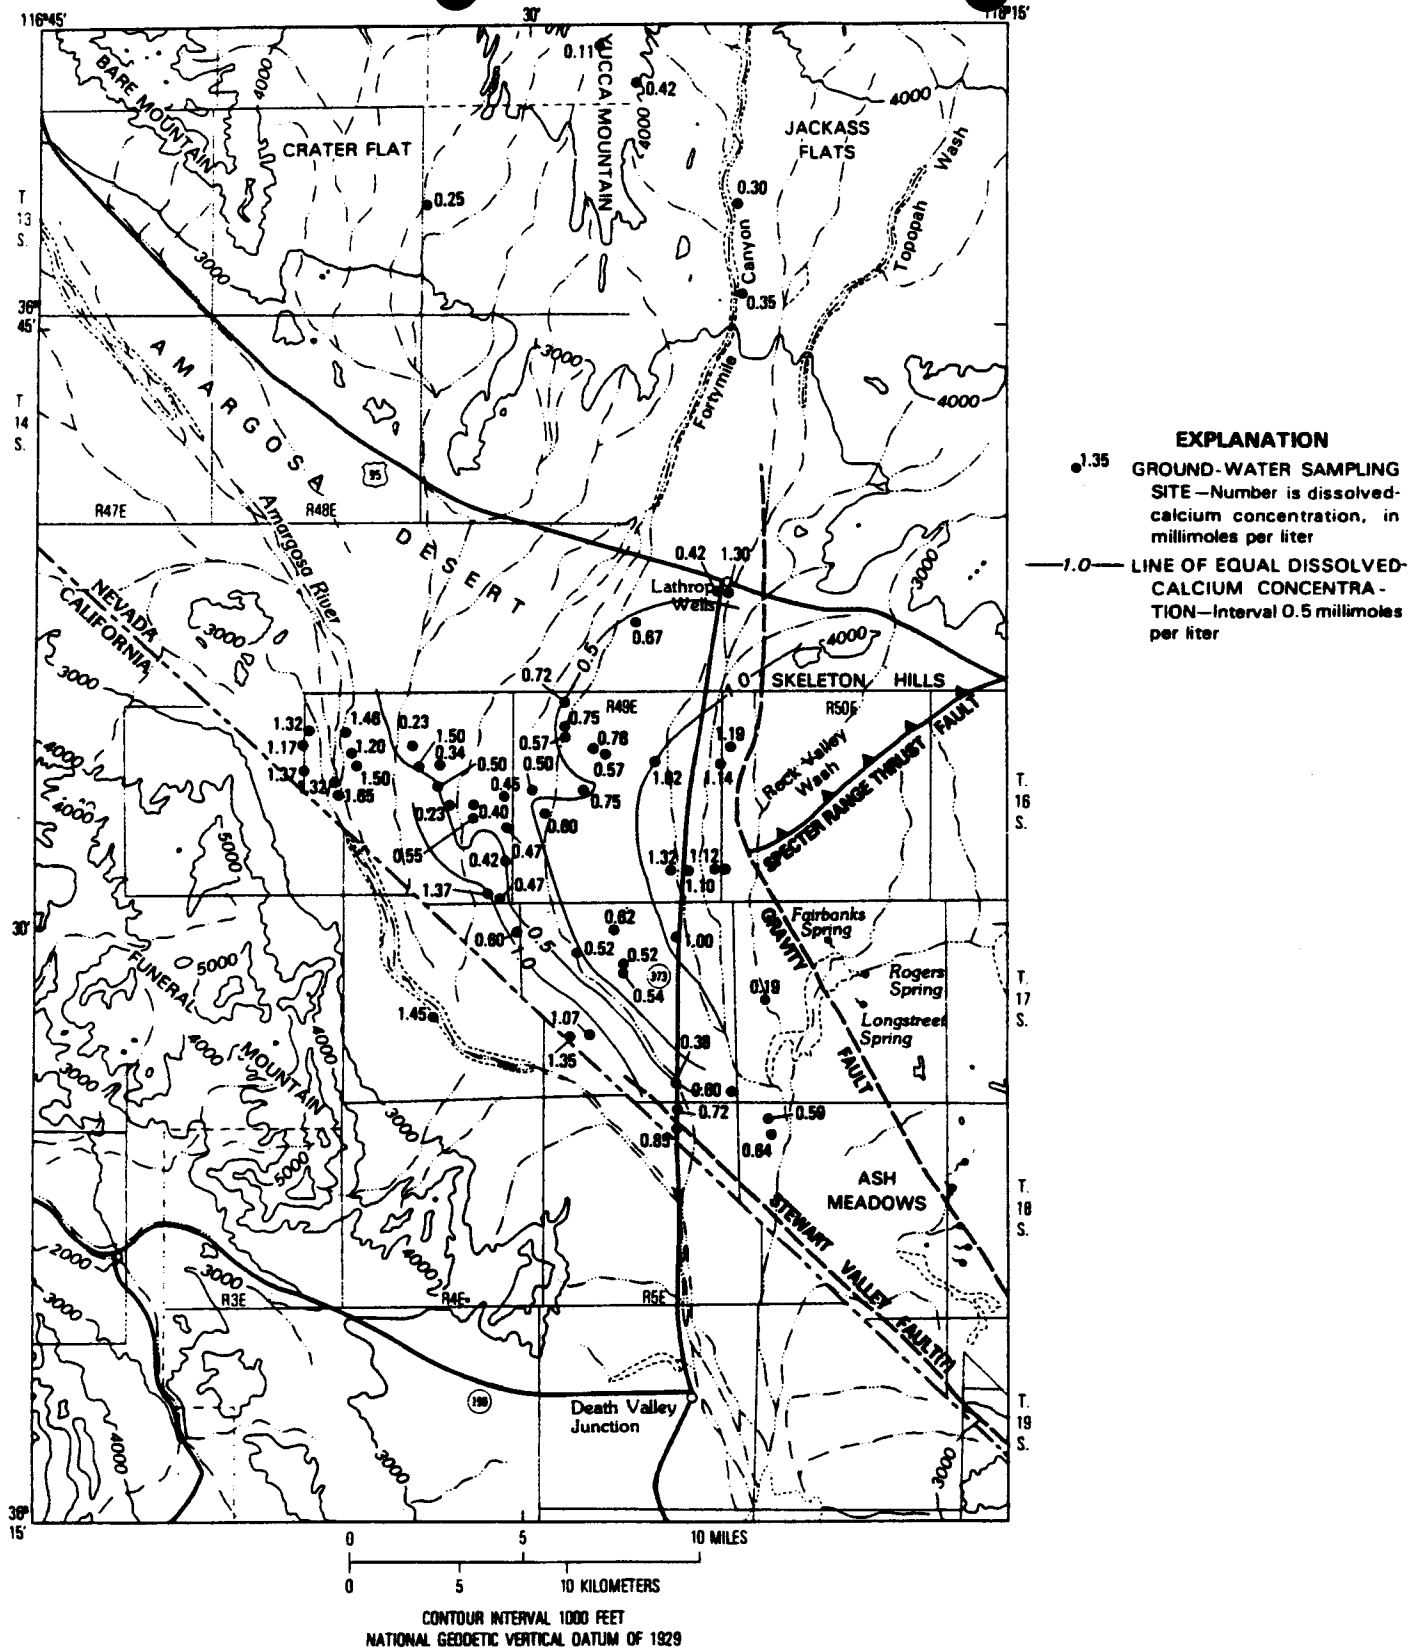 116°45'
30'
116°15'
BARE MOUNTAIN
4000
0.11
YUCCA MOUNTAIN
0.42
4000
4000
CRATER FLAT
JACKASS
FLATS
Wash
T
13
S.
0.25
0.30
Canyon
Topopah
3000
0.35
36°
45'
AMARGOSA
3000
Fortymile
4000
T
14
S.
95
R47E
R48E
Amargosa River
DESERT
0.42
1.30
3000
Lathrop
Wells
NEVADA
CALIFORNIA
3000
0.67
0.5
4000
3000
0.72
1.0
SKELETON HILLS
R49E
R50E
1.32
1.46
0.23
0.75
1.17
1.20
1.50
0.34
0.57
0.78
1.19
4000
1.37
1.50
0.50
0.50
0.57
1.02
1.14
Rock Valley
Wash
SPECTER RANGE THRUST FAULT
T.
16
S.
1.32
1.65
0.45
0.75
4000
0.23
0.40
0.60
5000
0.55
0.47
0.42
1.32
1.12
1.37
0.47
1.10
30'
0.62
Fairbanks
Spring
GRAVITY
FAULT
0.60
0.5
1.0
0.52
0.52
1.00
5000
FUNERAL
MOUNTAIN
373
0.54
0.19
Rogers
Spring
T.
17
S.
1.45
1.07
Longstreet
Spring
4000
4000
1.35
0.38
3000
0.60
3000
0.72
0.59
0.85
0.64
5000
ASH
MEADOWS
T.
18
S.
STEWART VALLEY FAULT(?)
2000
4000
3000
R3E
R4E
R5E
3000
190
Death Valley
Junction
T.
19
S.
4000
3000
3000
36°
15'
0 5 10 MILES
0 5 10 KILOMETERS
CONTOUR INTERVAL 1000 FEET
NATIONAL GEODETIC VERTICAL DATUM OF 1929
EXPLANATION
1.35 GROUND-WATER SAMPLING
SITE—Number is dissolved-
calcium concentration, in
millimoles per liter
1.0 LINE OF EQUAL DISSOLVED-
CALCIUM CONCENTRA-
TION—Interval 0.5 millimoles
per liter